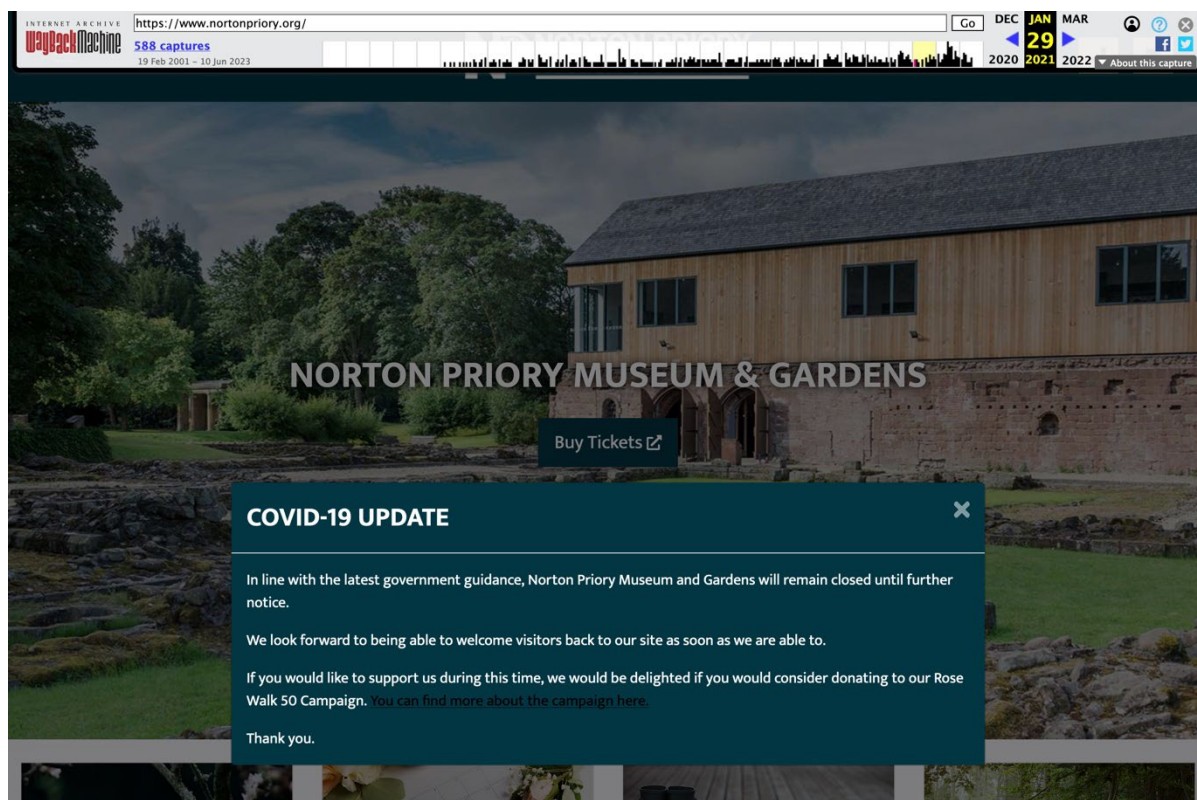 INTERNET ARCHIVE
WayBackMachine
https://www.nortonpriory.org/
Go
DEC JAN MAR
588 captures
29
19 Feb 2001 – 10 Jun 2023
2020 2021 2022
About this capture
NORTON PRIORY MUSEUM & GARDENS
Buy Tickets
COVID-19 UPDATE
In line with the latest government guidance, Norton Priory Museum and Gardens will remain closed until further
notice.
We look forward to being able to welcome visitors back to our site as soon as we are able to.
If you would like to support us during this time, we would be delighted if you would consider donating to our Rose
Walk 50 Campaign. You can find more about the campaign here.
Thank you.